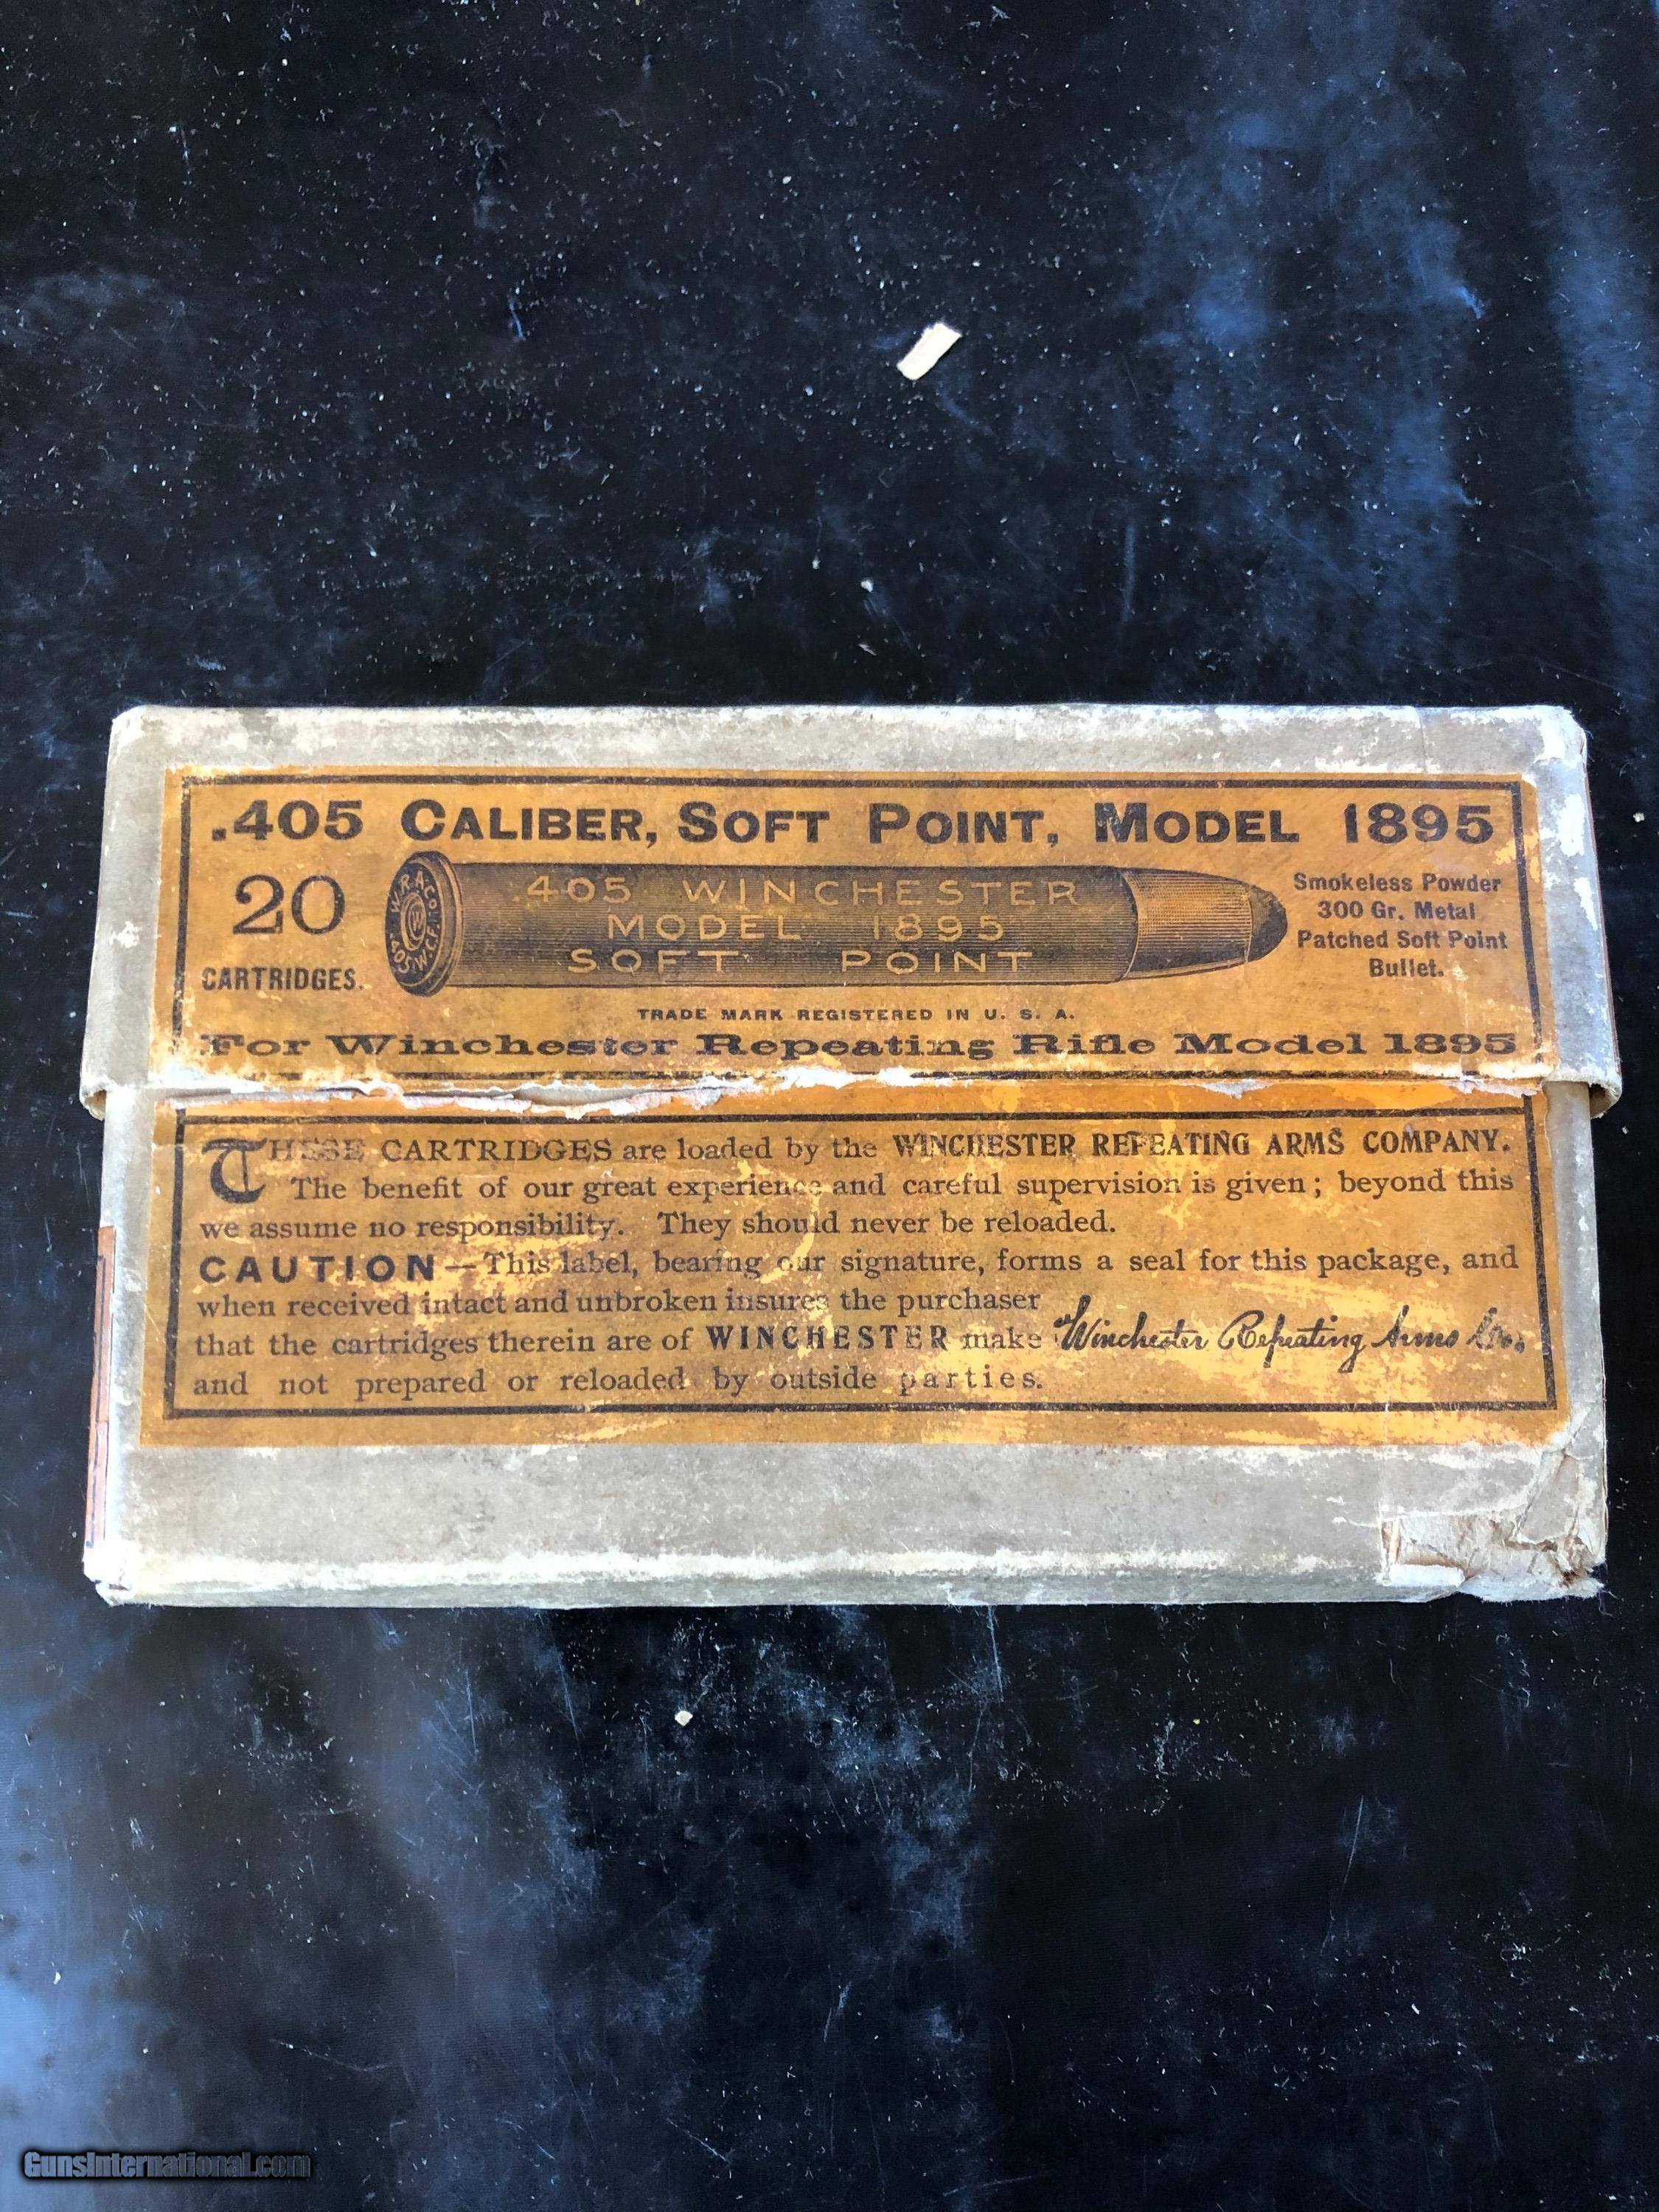 .405 CALIBER, SOFT POINT, MODEL 1895
20
CARTRIDGES.
W.R.A.CO.
.405 W.C.F.
.405 WINCHESTER
MODEL 1895
SOFT POINT
Smokeless Powder
300 Gr. Metal
Patched Soft Point
Bullet.
TRADE MARK REGISTERED IN U. S. A.
For Winchester Repeating Rifle Model 1895
THESE CARTRIDGES are loaded by the WINCHESTER REPEATING ARMS COMPANY.
The benefit of our great experience and careful supervision is given; beyond this
we assume no responsibility. They should never be reloaded.
CAUTION—This label, bearing our signature, forms a seal for this package, and
when received intact and unbroken insures the purchaser
that the cartridges therein are of WINCHESTER make
and not prepared or reloaded by outside parties.
Winchester Repeating Arms Co.
GunsInternational.com